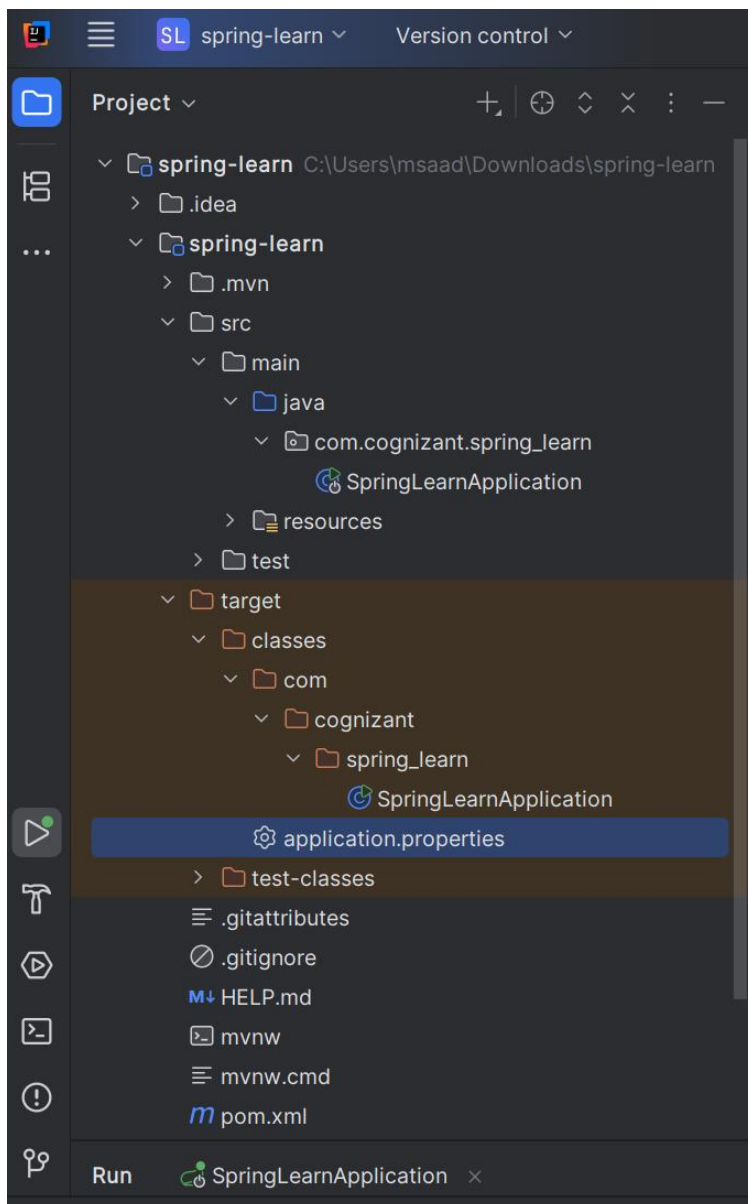 SL spring-learn Version control
Project
spring-learn C:\Users\msaad\Downloads\spring-learn
.idea
spring-learn
.mvn
src
main
java
com.cognizant.spring_learn
SpringLearnApplication
resources
test
target
classes
com
cognizant
spring_learn
SpringLearnApplication
application.properties
test-classes
.gitattributes
.gitignore
M↓ HELP.md
mvnw
mvnw.cmd
m pom.xml
Run SpringLearnApplication